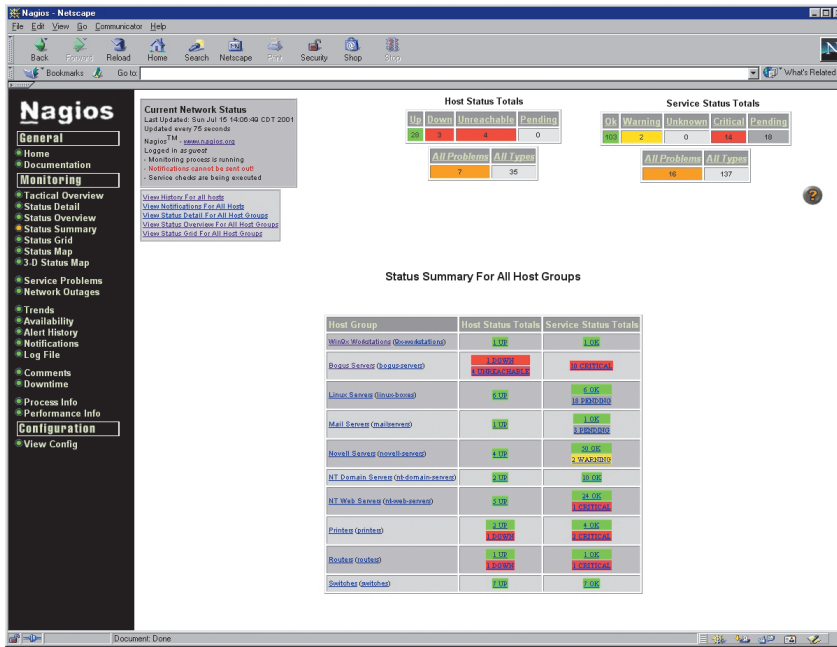 Nagios - Netscape
File Edit View Go Communicator Help
Back Forward Reload Home Search Netscape Print Security Shop Stop
Bookmarks Go to: What's Related
Nagios
General
Home
Documentation
Monitoring
Tactical Overview
Status Detail
Status Overview
Status Summary
Status Grid
Status Map
3-D Status Map
Service Problems
Network Outages
Trends
Availability
Alert History
Notifications
Log File
Comments
Downtime
Process Info
Performance Info
Configuration
View Config
Current Network Status
Last Updated: Sun Jul 15 14:06:49 CDT 2001
Updated every 75 seconds
Nagios™ - www.nagios.org
Logged in as guest
- Monitoring process is running
- Notifications cannot be sent out!
- Service checks are being executed
View History For all hosts
View Notifications For All Hosts
View Status Detail For All Host Groups
View Status Overview For All Host Groups
View Status Grid For All Host Groups
Host Status Totals
Up Down Unreachable Pending
28 3 4 0
All Problems All Types
7 35
Service Status Totals
Ok Warning Unknown Critical Pending
103 2 0 14 18
All Problems All Types
16 137
?
Status Summary For All Host Groups
Host Group Host Status Totals Service Status Totals
Win9x Workstations (9x-workstations) 1 UP 1 OK
Bogus Servers (bogus-servers) 1 DOWN 10 CRITICAL
4 UNREACHABLE
Linux Servers (linux-boxes) 6 UP 6 OK
18 PENDING
Mail Servers (mailservers) 1 UP 1 OK
3 PENDING
Novell Servers (novell-servers) 4 UP 50 OK
2 WARNING
NT Domain Servers (nt-domain-servers) 2 UP 10 OK
NT Web Servers (nt-web-servers) 5 UP 24 OK
1 CRITICAL
Printers (printers) 2 UP 4 OK
1 DOWN CRITICAL
Routers (routers) 1 UP 1 OK
1 DOWN 1 CRITICAL
Switches (switches) 7 UP 7 OK
Document: Done